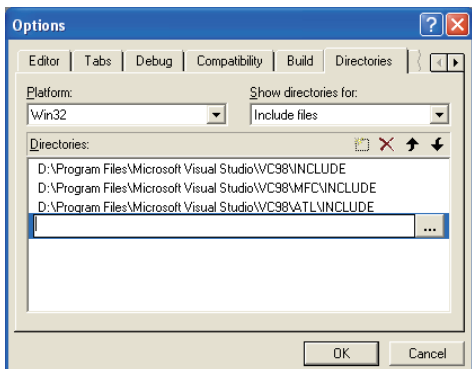 Options
Editor Tabs Debug Compatibility Build Directories
Platform: Show directories for:
Win32 Include files
Directories:
D:\Program Files\Microsoft Visual Studio\VC98\INCLUDE
D:\Program Files\Microsoft Visual Studio\VC98\MFC\INCLUDE
D:\Program Files\Microsoft Visual Studio\VC98\ATL\INCLUDE
...
OK Cancel